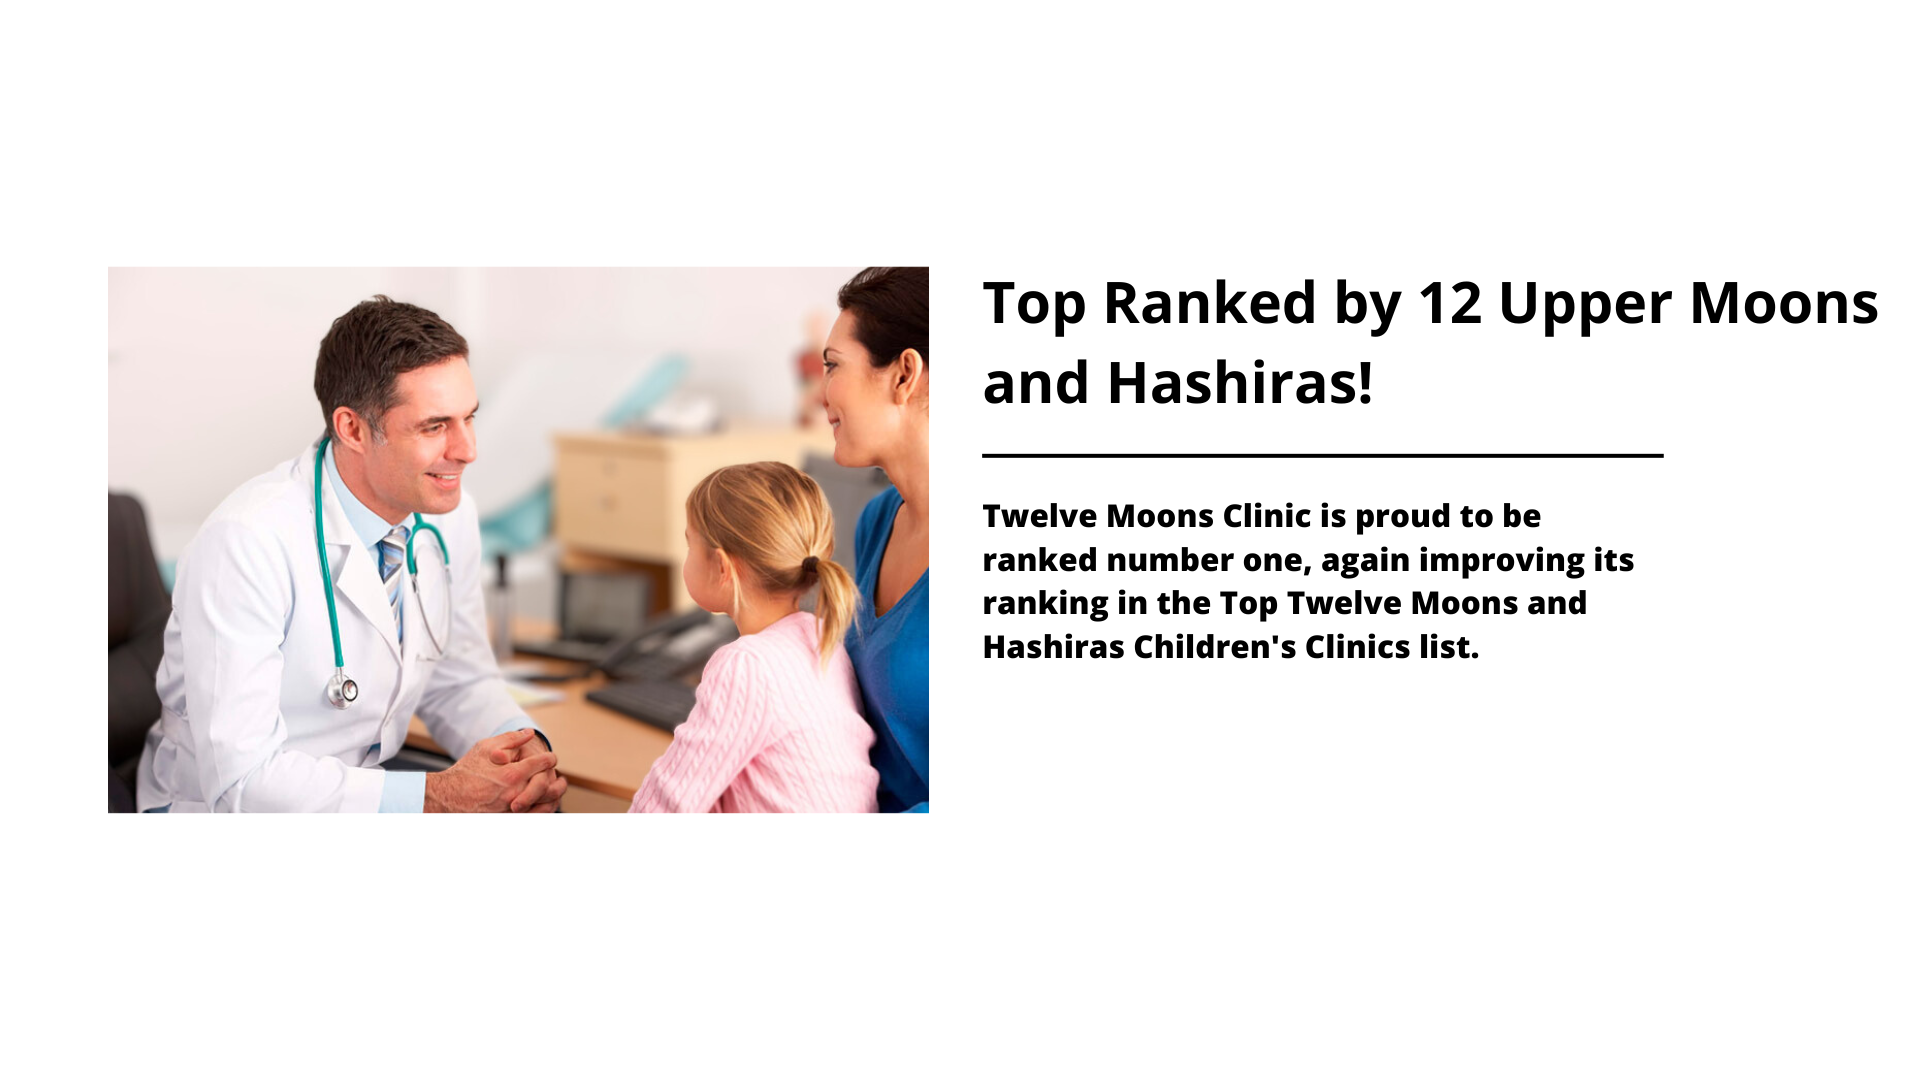 Top Ranked by 12 Upper Moons
and Hashiras!
Twelve Moons Clinic is proud to be
ranked number one, again improving its
ranking in the Top Twelve Moons and
Hashiras Children's Clinics list.